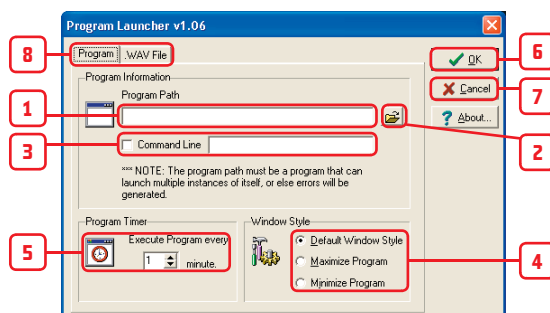 Program Launcher v1.06
8
Program
.WAV File
6
OK
Program Information
Program Path
7
Cancel
1
3
Command Line
About...
2
*** NOTE: The program path must be a program that can
launch multiple instances of itself, or else errors will be
generated.
Program Timer
Window Style
5
Execute Program every
1
minute.
Default Window Style
Maximize Program
Minimize Program
4